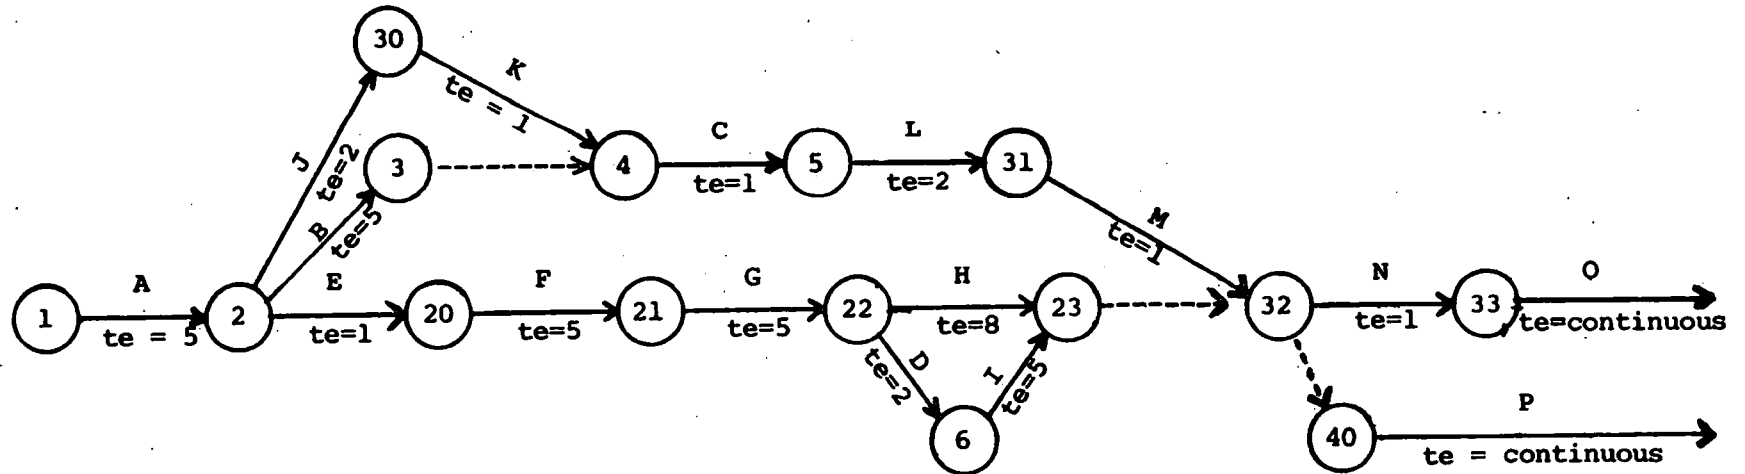 30
K
te = 1
J
te=2
3
4
C
te=1
5
L
te=2
31
B
te=5
M
te=1
1
A
te = 5
2
E
te=1
20
F
te=5
21
G
te=5
22
H
te=8
23
32
N
te=1
33
O
te=continuous
D
te=2
6
I
te=5
40
P
te = continuous